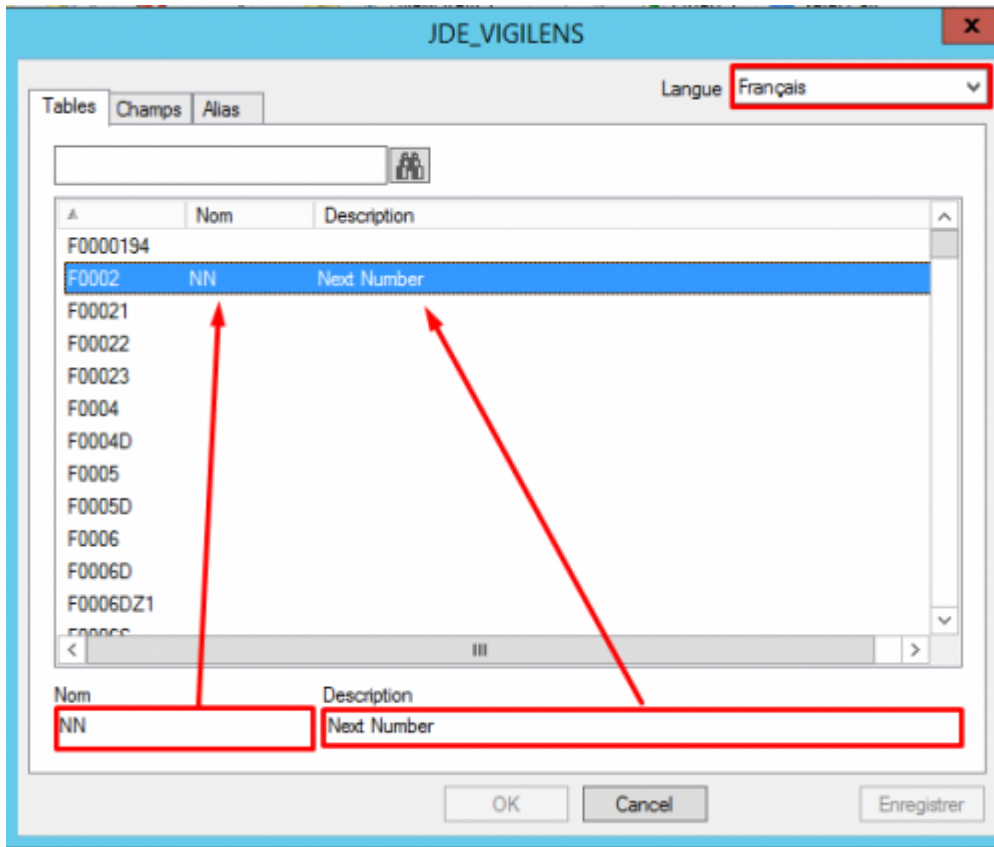 JDE_VIGILENS
x
Langue Français
Tables Champs Alias
Nom Description
F0000194
F0002 NN Next Number
F00021
F00022
F00023
F0004
F0004D
F0005
F0005D
F0006
F0006D
F0006DZ1
Nom Description
NN Next Number
OK Cancel Enregistrer